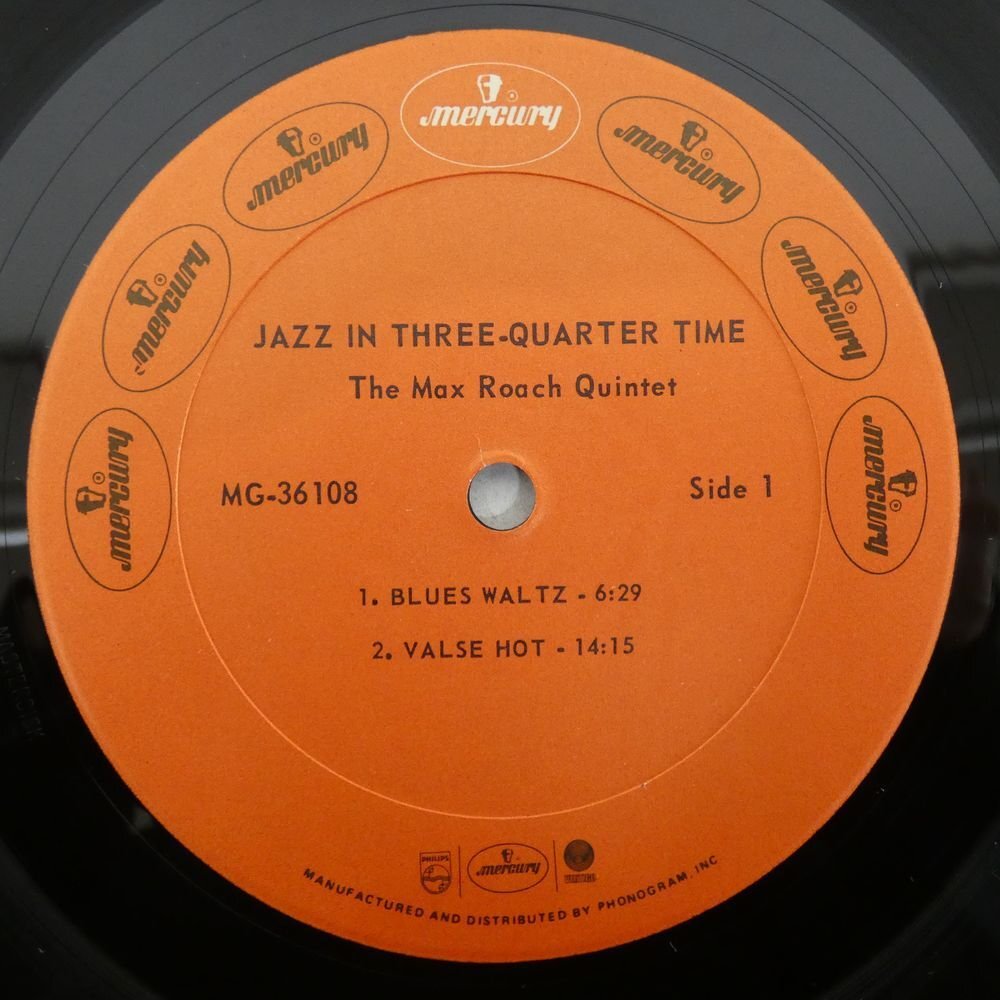 mercury
mercury
mercury
mercury
mercury
mercury
mercury
JAZZ IN THREE-QUARTER TIME
The Max Roach Quintet
MG-36108 Side 1
1. BLUES WALTZ - 6:29
2. VALSE HOT - 14:15
PHILIPS mercury VERTIGO
MANUFACTURED AND DISTRIBUTED BY PHONOGRAM, INC
MASTERDISK